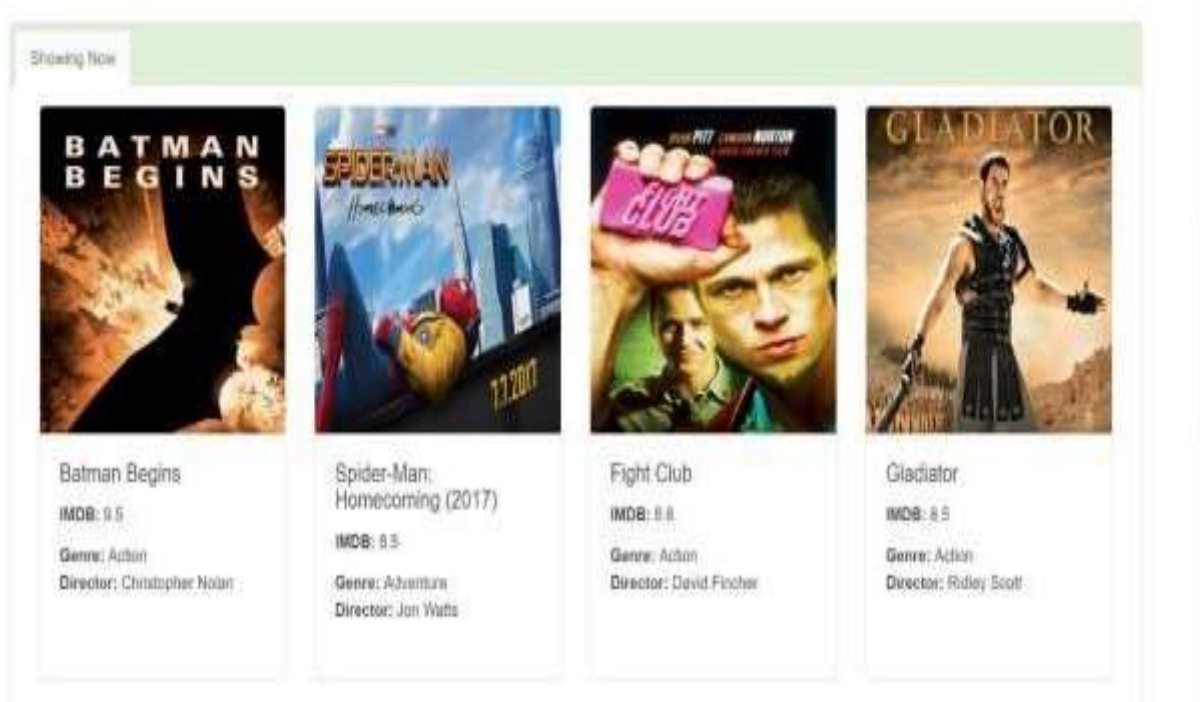 Showing Now
BATMAN
BEGINS
SPIDER-MAN
Homecoming
7.7.2017
PITT NORTON
FIGHT
CLUB
GLADIATOR
Batman Begins
IMDB: 9.5
Genre: Action
Director: Christopher Nolan
Spider-Man:
Homecoming (2017)
IMDB: 8.5
Genre: Adventure
Director: Jon Watts
Fight Club
IMDB: 8.8
Genre: Action
Director: David Fincher
Gladiator
IMDB: 8.5
Genre: Action
Director: Ridley Scott